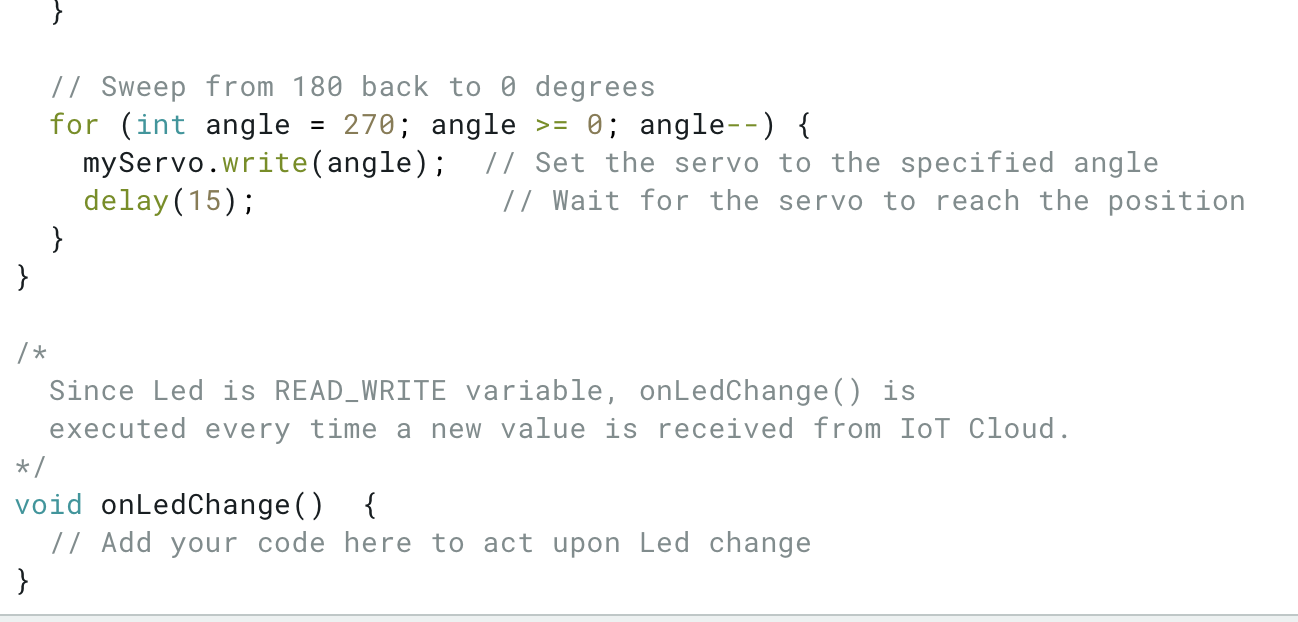 }
// Sweep from 180 back to 0 degrees
for (int angle = 270; angle >= 0; angle--) {
myServo.write(angle);  // Set the servo to the specified angle
delay(15);              // Wait for the servo to reach the position
}
}
/*
Since Led is READ_WRITE variable, onLedChange() is
executed every time a new value is received from IoT Cloud.
*/
void onLedChange()  {
// Add your code here to act upon Led change
}